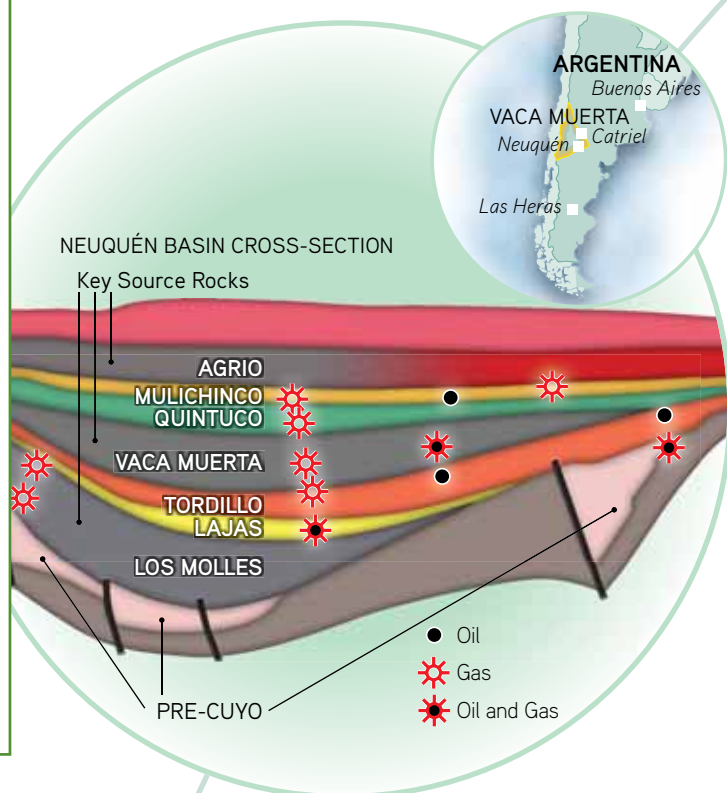 ARGENTINA
Buenos Aires
VACA MUERTA
Catriel
Neuquén
Las Heras
NEUQUÉN BASIN CROSS-SECTION
Key Source Rocks
AGRIO
MULICHINCO
QUINTUCO
VACA MUERTA
TORDILLO
LAJAS
LOS MOLLES
PRE-CUYO
Oil
Gas
Oil and Gas